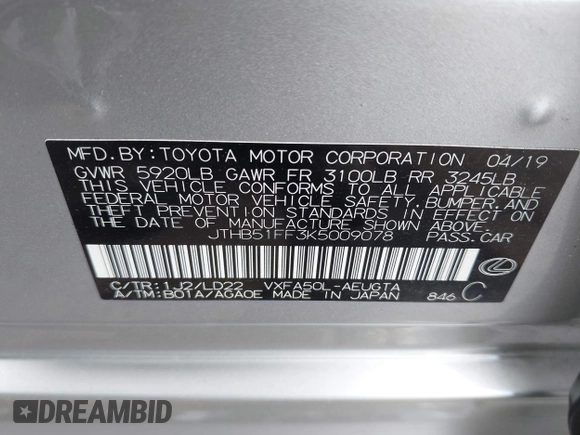 MFD. BY: TOYOTA MOTOR CORPORATION 04/19
GVWR 5920LB GAWR FR 3100LB RR 3245LB
THIS VEHICLE CONFORMS TO ALL APPLICABLE
FEDERAL MOTOR VEHICLE SAFETY, BUMPER, AND
THEFT PREVENTION STANDARDS IN EFFECT ON
THE DATE OF MANUFACTURE SHOWN ABOVE.
JTHB51FF3K5009078 PASS. CAR
C/TR: 1J2/LD22 VXFA50L-AEUGTA
A/TM: B01A/AGA0E MADE IN JAPAN 846 C
DREAMBID